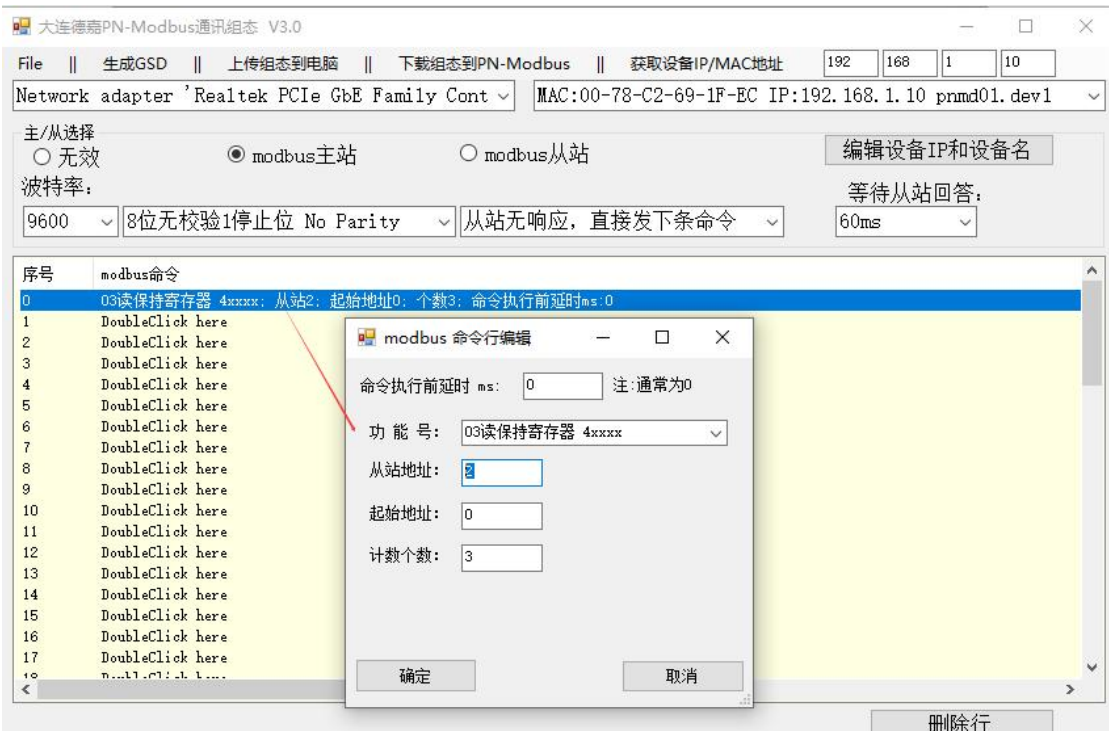 大连德嘉PN-Modbus通讯组态 V3.0
File || 生成GSD || 上传组态到电脑 || 下载组态到PN-Modbus || 获取设备IP/MAC地址 192 168 1 10
Network adapter 'Realtek PCIe GbE Family Cont MAC:00-78-C2-69-1F-EC IP:192.168.1.10 pnmd01.dev1
主/从选择
无效 modbus主站 modbus从站 编辑设备IP和设备名
波特率: 等待从站回答:
9600 8位无校验1停止位 No Parity 从站无响应, 直接发下条命令 60ms
序号 modbus命令
0 03读保持寄存器 4xxxx; 从站2; 起始地址0; 个数3; 命令执行前延时ms:0
1 DoubleClick here
2 DoubleClick here
3 DoubleClick here
4 DoubleClick here
5 DoubleClick here
6 DoubleClick here
7 DoubleClick here
8 DoubleClick here
9 DoubleClick here
10 DoubleClick here
11 DoubleClick here
12 DoubleClick here
13 DoubleClick here
14 DoubleClick here
15 DoubleClick here
16 DoubleClick here
17 DoubleClick here
modbus 命令行编辑
命令执行前延时 ms: 0 注:通常为0
功 能 号: 03读保持寄存器 4xxxx
从站地址: 2
起始地址: 0
计数个数: 3
确定 取消
删除行